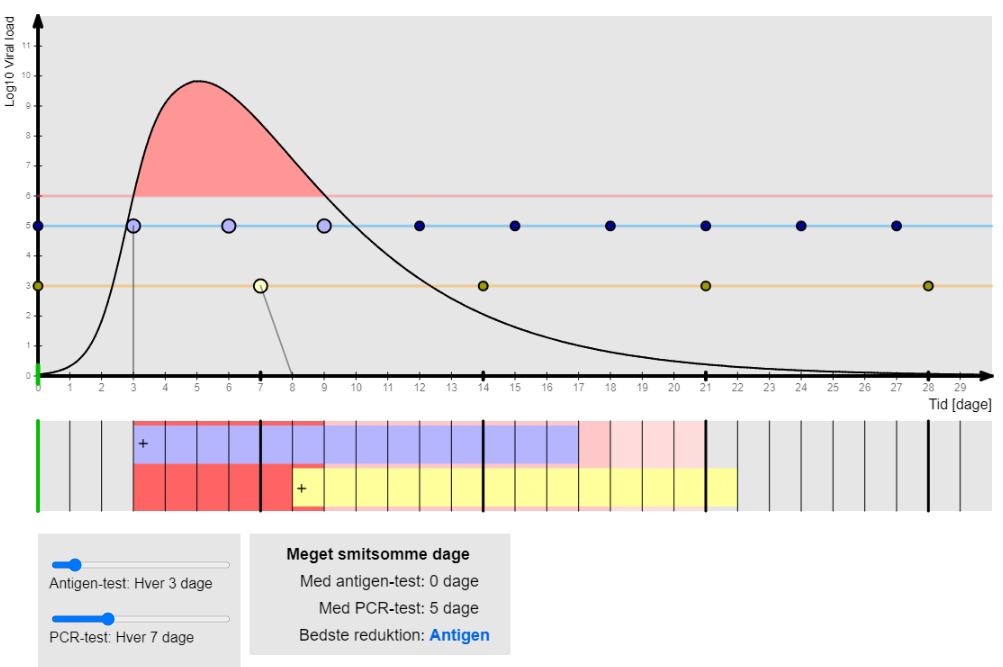 Log10 Viral load
11
10
9
8
7
6
5
4
3
2
1
0
0 1 2 3 4 5 6 7 8 9 10 11 12 13 14 15 16 17 18 19 20 21 22 23 24 25 26 27 28 29
Tid [dage]
+
+
Antigen-test: Hver 3 dage
PCR-test: Hver 7 dage
Meget smitsomme dage
Med antigen-test: 0 dage
Med PCR-test: 5 dage
Bedste reduktion: Antigen